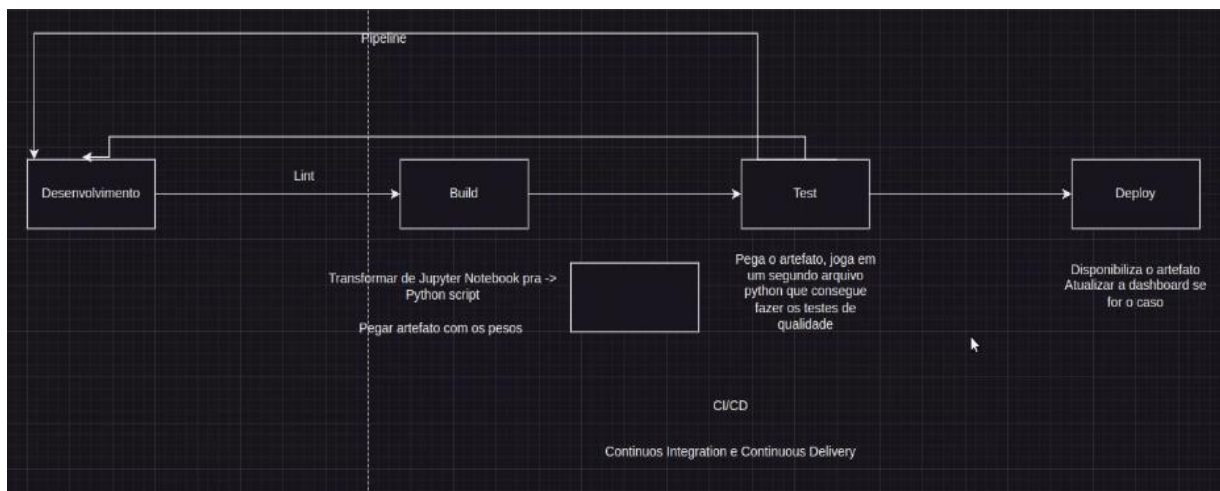 Pipeline
Lint
Desenvolvimento
Build
Test
Deploy
Transformar de Jupyter Notebook pra ->
Python script
Pegar artefato com os pesos
Pega o artefato, joga em
um segundo arquivo
python que consegue
fazer os testes de
qualidade
Disponibiliza o artefato
Atualizar a dashboard se
for o caso
CI/CD
Continuos Integration e Continuous Delivery